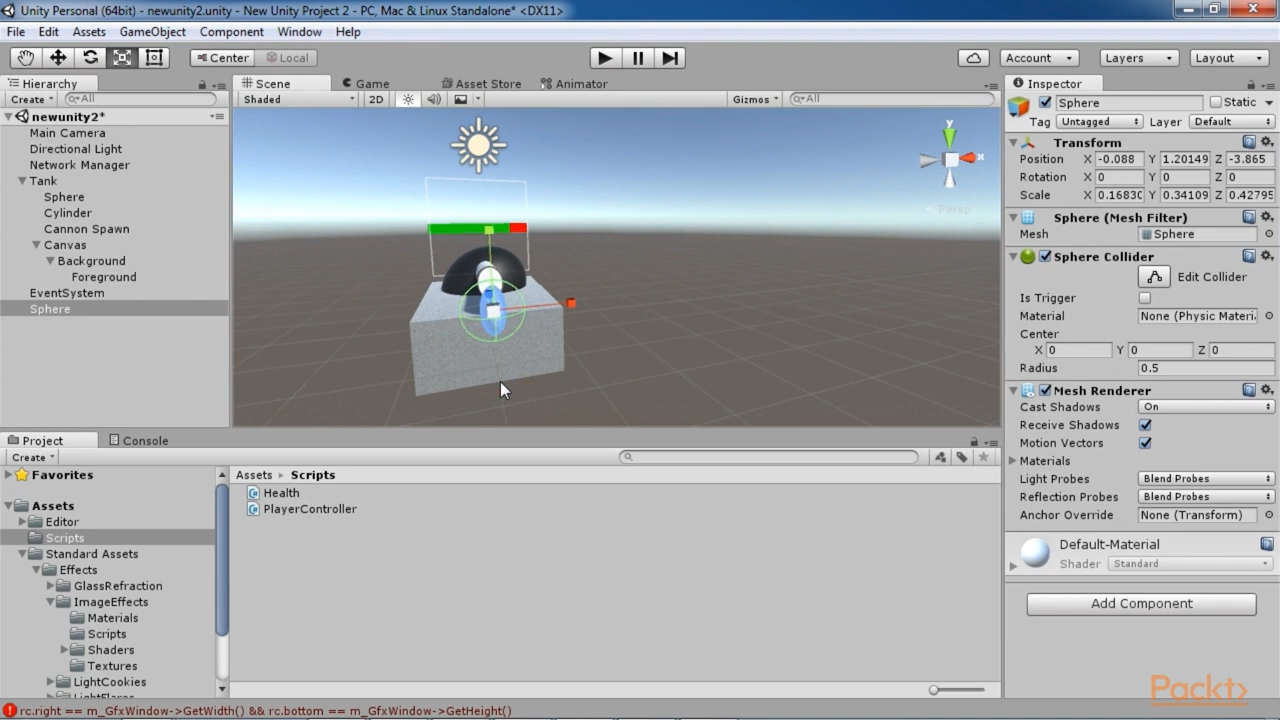 Unity Personal (64bit) - newunity2.unity - New Unity Project 2 - PC, Mac & Linux Standalone* <DX11>
File Edit Assets GameObject Component Window Help
Center Local Account Layers Layout
Hierarchy
Create All
newunity2*
Main Camera
Directional Light
Network Manager
Tank
Sphere
Cylinder
Cannon Spawn
Canvas
Background
Foreground
EventSystem
Sphere
Scene Game Asset Store Animator
Shaded 2D Gizmos All
y
x
Persp
Inspector
Sphere Static
Tag Untagged Layer Default
Transform
Position X -0.088 Y 1.20149 Z -3.865
Rotation X 0 Y 0 Z 0
Scale X 0.1683 Y 0.34109 Z 0.42795
Sphere (Mesh Filter)
Mesh Sphere
Sphere Collider
Edit Collider
Is Trigger
Material None (Physic Materi
Center
X 0 Y 0 Z 0
Radius 0.5
Mesh Renderer
Cast Shadows On
Receive Shadows
Motion Vectors
Materials
Light Probes Blend Probes
Reflection Probes Blend Probes
Anchor Override None (Transform)
Default-Material
Shader Standard
Add Component
Project Console
Create
Favorites
Assets
Editor
Scripts
Standard Assets
Effects
GlassRefraction
ImageEffects
Materials
Scripts
Shaders
Textures
LightCookies
LightFlares
Assets Scripts
Health
PlayerController
Packt
rc.right == m_GfxWindow->GetWidth() && rc.bottom == m_GfxWindow->GetHeight()